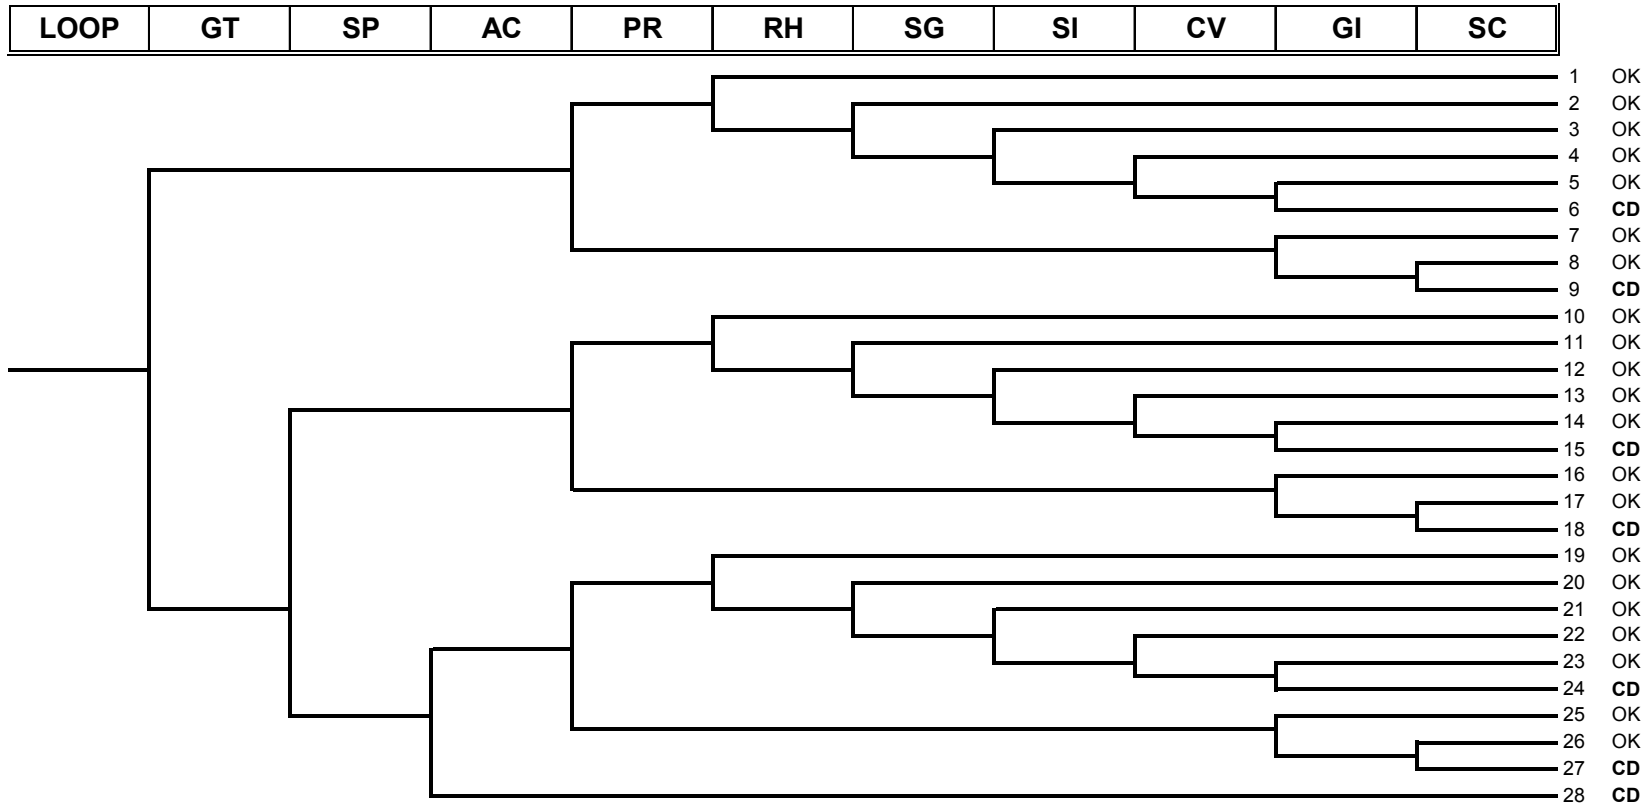 LOOP GT SP AC PR RH SG SI CV GI SC
1 OK
2 OK
3 OK
4 OK
5 OK
6 CD
7 OK
8 OK
9 CD
10 OK
11 OK
12 OK
13 OK
14 OK
15 CD
16 OK
17 OK
18 CD
19 OK
20 OK
21 OK
22 OK
23 OK
24 CD
25 OK
26 OK
27 CD
28 CD